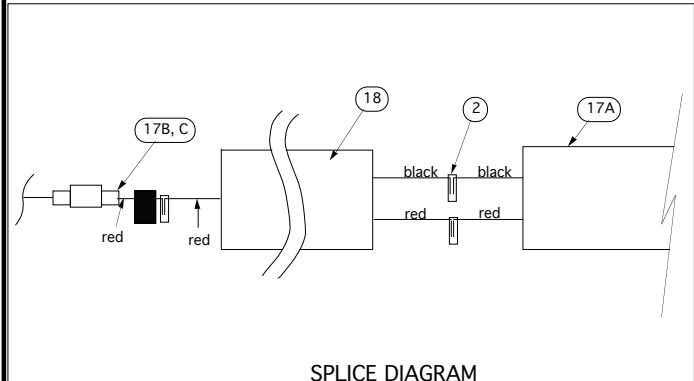 18
2
17A
17B, C
black
black
red
red
red
red
SPLICE DIAGRAM